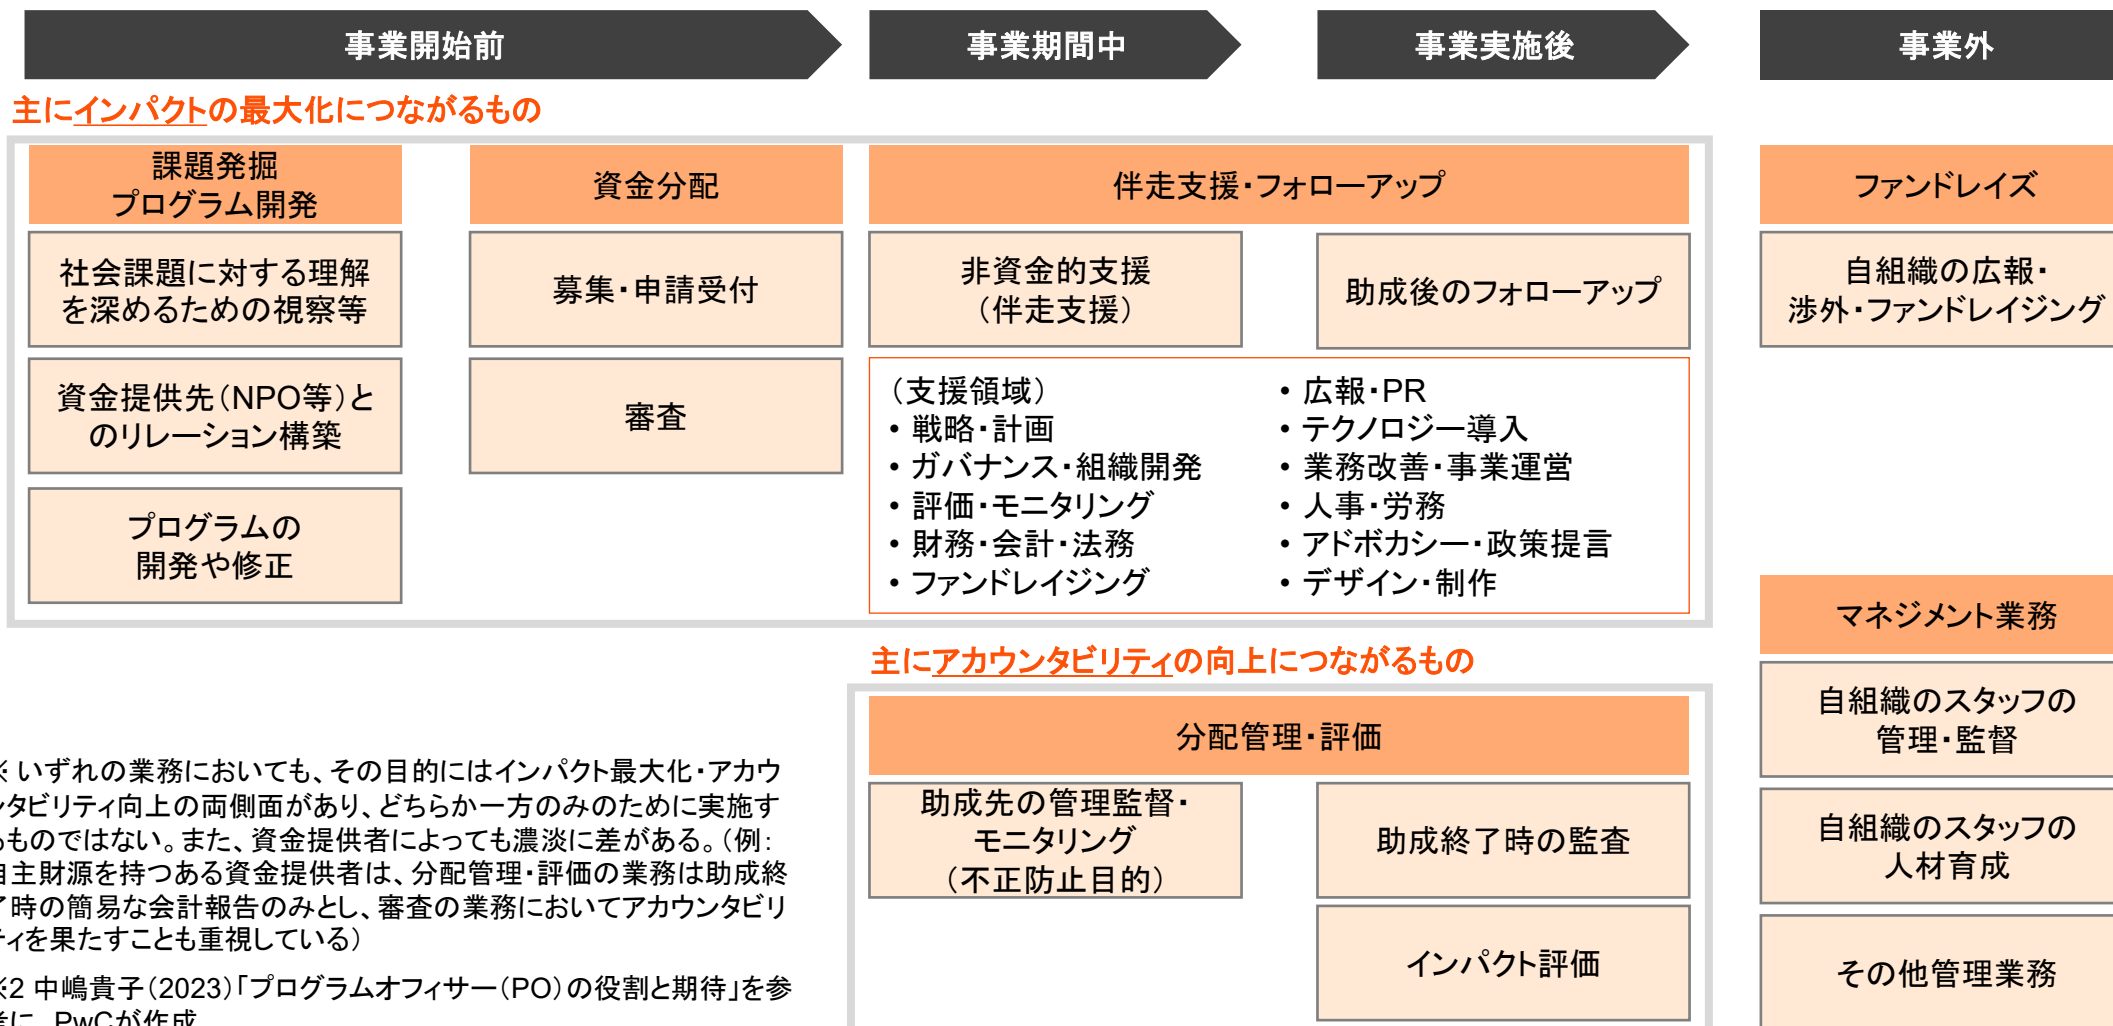 事業開始前
事業期間中
事業実施後
事業外
主にインパクトの最大化につながるもの
課題発掘
プログラム開発
資金分配
伴走支援・フォローアップ
ファンドレイズ
社会課題に対する理解
を深めるための視察等
募集・申請受付
非資金的支援
（伴走支援）
助成後のフォローアップ
自組織の広報・
渉外・ファンドレイジング
資金提供先（NPO等）と
のリレーション構築
審査
プログラムの
開発や修正
（支援領域）
• 戦略・計画
• ガバナンス・組織開発
• 評価・モニタリング
• 財務・会計・法務
• ファンドレイジング
• 広報・PR
• テクノロジー導入
• 業務改善・事業運営
• 人事・労務
• アドボカシー・政策提言
• デザイン・制作
マネジメント業務
自組織のスタッフの
管理・監督
自組織のスタッフの
人材育成
その他管理業務
主にアカウンタビリティの向上につながるもの
分配管理・評価
助成先の管理監督・
モニタリング
（不正防止目的）
助成終了時の監査
インパクト評価
※いずれの業務においても、その目的にはインパクト最大化・アカウ
ンタビリティ向上の両側面があり、どちらか一方のみのために実施す
るものではない。また、資金提供者によっても濃淡に差がある。（例：
自主財源を持つある資金提供者は、分配管理・評価の業務は助成終
了時の簡易な会計報告のみとし、審査の業務においてアカウンタビリ
ティを果たすことも重視している）
※2 中嶋貴子（2023）「プログラムオフィサー（PO）の役割と期待」を参
考に、PwCが作成